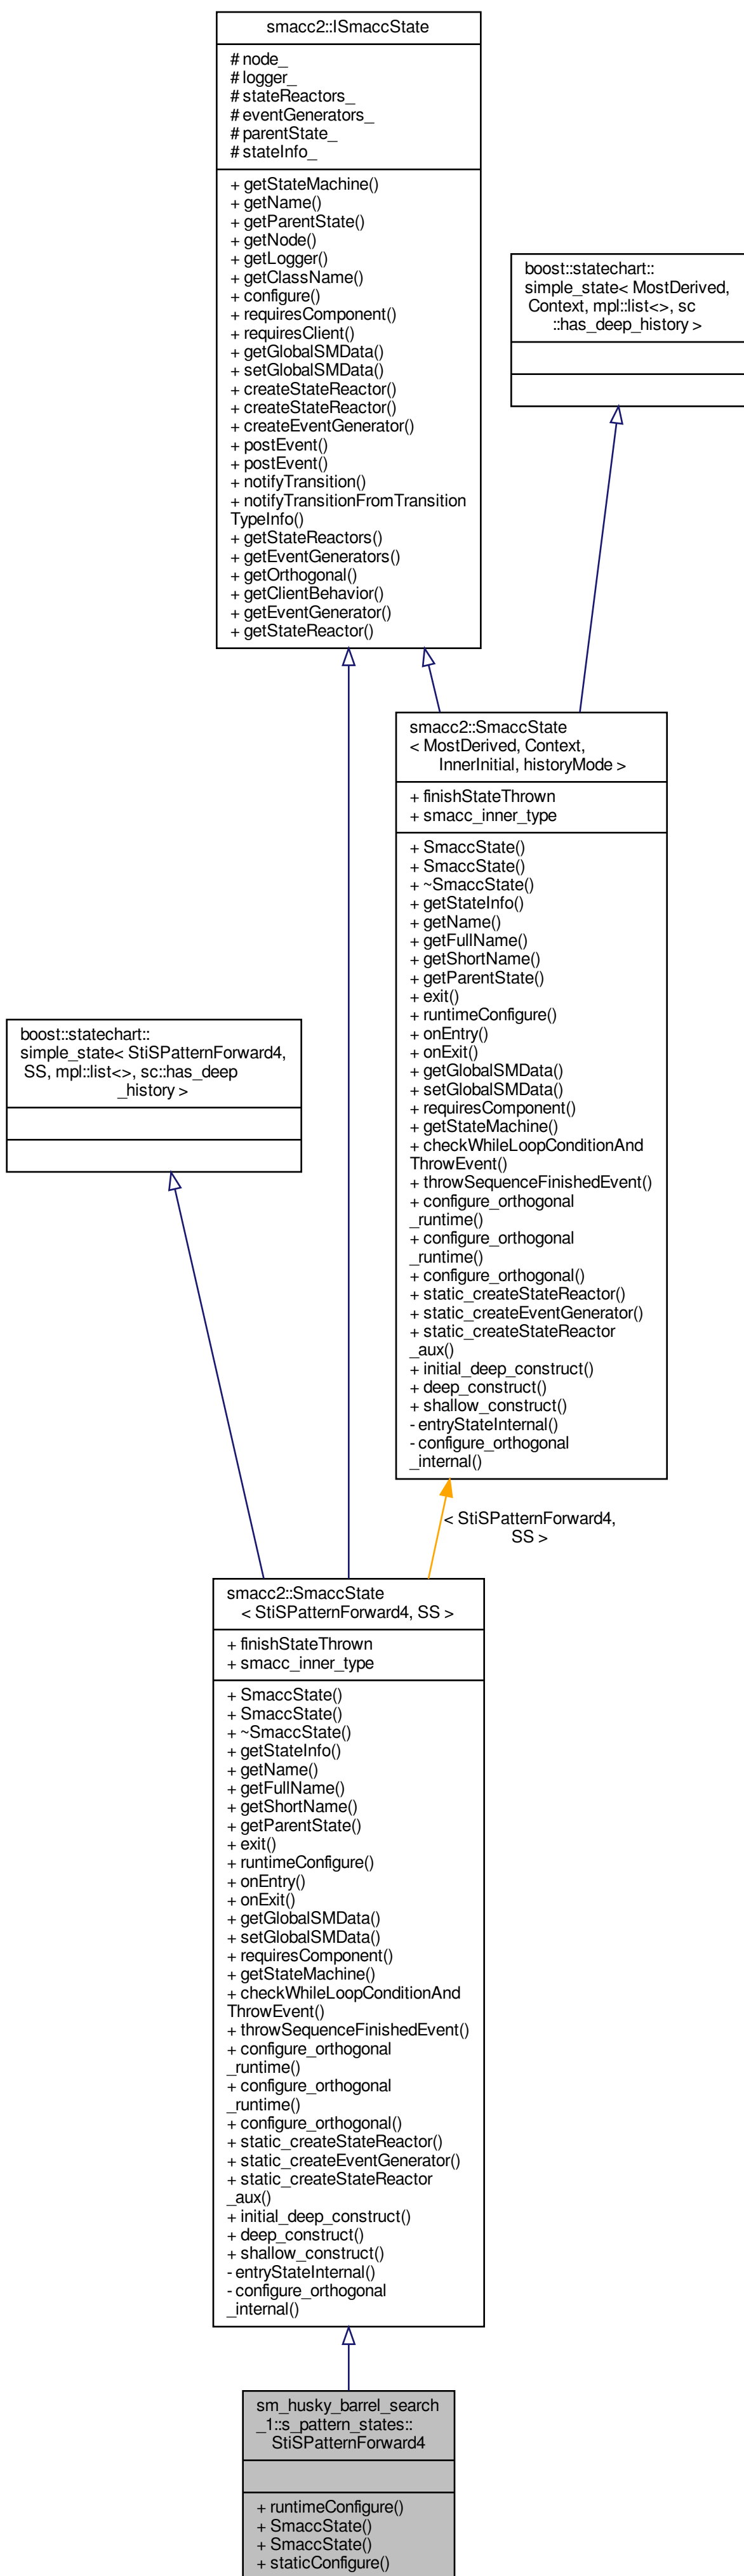 smacc2::ISmaccState
# node_
# logger_
# stateReactors_
# eventGenerators_
# parentState_
# stateInfo_
+ getStateMachine()
+ getName()
+ getParentState()
+ getNode()
+ getLogger()
+ getClassName()
+ configure()
+ requiresComponent()
+ requiresClient()
+ getGlobalSMData()
+ setGlobalSMData()
+ createStateReactor()
+ createStateReactor()
+ createEventGenerator()
+ postEvent()
+ postEvent()
+ notifyTransition()
+ notifyTransitionFromTransition
TypeInfo()
+ getStateReactors()
+ getEventGenerators()
+ getOrthogonal()
+ getClientBehavior()
+ getEventGenerator()
+ getStateReactor()
boost::statechart::
simple_state< MostDerived,
Context, mpl::list<>, sc
::has_deep_history >
smacc2::SmaccState
< MostDerived, Context,
InnerInitial, historyMode >
+ finishStateThrown
+ smacc_inner_type
+ SmaccState()
+ SmaccState()
+ ~SmaccState()
+ getStateInfo()
+ getName()
+ getFullName()
+ getShortName()
+ getParentState()
+ exit()
+ runtimeConfigure()
+ onEntry()
+ onExit()
+ getGlobalSMData()
+ setGlobalSMData()
+ requiresComponent()
+ getStateMachine()
+ checkWhileLoopConditionAnd
ThrowEvent()
+ throwSequenceFinishedEvent()
+ configure_orthogonal
_runtime()
+ configure_orthogonal
_runtime()
+ configure_orthogonal()
+ static_createStateReactor()
+ static_createEventGenerator()
+ static_createStateReactor
_aux()
+ initial_deep_construct()
+ deep_construct()
+ shallow_construct()
- entryStateInternal()
- configure_orthogonal
_internal()
boost::statechart::
simple_state< StiSPatternForward4,
SS, mpl::list<>, sc::has_deep
_history >
< StiSPatternForward4,
SS >
smacc2::SmaccState
< StiSPatternForward4, SS >
+ finishStateThrown
+ smacc_inner_type
+ SmaccState()
+ SmaccState()
+ ~SmaccState()
+ getStateInfo()
+ getName()
+ getFullName()
+ getShortName()
+ getParentState()
+ exit()
+ runtimeConfigure()
+ onEntry()
+ onExit()
+ getGlobalSMData()
+ setGlobalSMData()
+ requiresComponent()
+ getStateMachine()
+ checkWhileLoopConditionAnd
ThrowEvent()
+ throwSequenceFinishedEvent()
+ configure_orthogonal
_runtime()
+ configure_orthogonal
_runtime()
+ configure_orthogonal()
+ static_createStateReactor()
+ static_createEventGenerator()
+ static_createStateReactor
_aux()
+ initial_deep_construct()
+ deep_construct()
+ shallow_construct()
- entryStateInternal()
- configure_orthogonal
_internal()
sm_husky_barrel_search
_1::s_pattern_states::
StiSPatternForward4
+ runtimeConfigure()
+ SmaccState()
+ SmaccState()
+ staticConfigure()